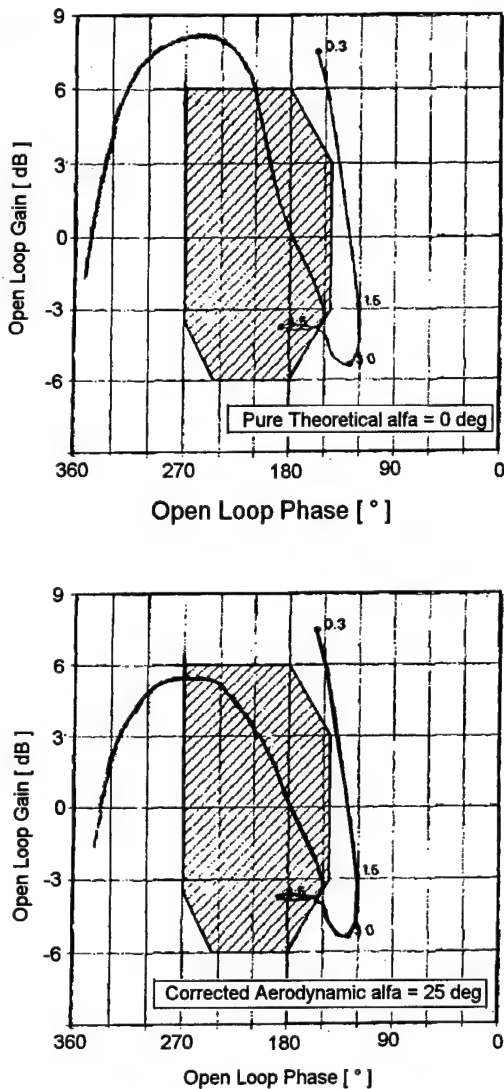 9
6
3
0
-3
-6
Open Loop Gain [ dB ]
0.3
1.5
Pure Theoretical alfa = 0 deg
360 270 180 90 0
Open Loop Phase [ ° ]
9
6
3
0
-3
-6
Open Loop Gain [ dB ]
0.3
1.5
Corrected Aerodynamic alfa = 25 deg
360 270 180 90 0
Open Loop Phase [ ° ]